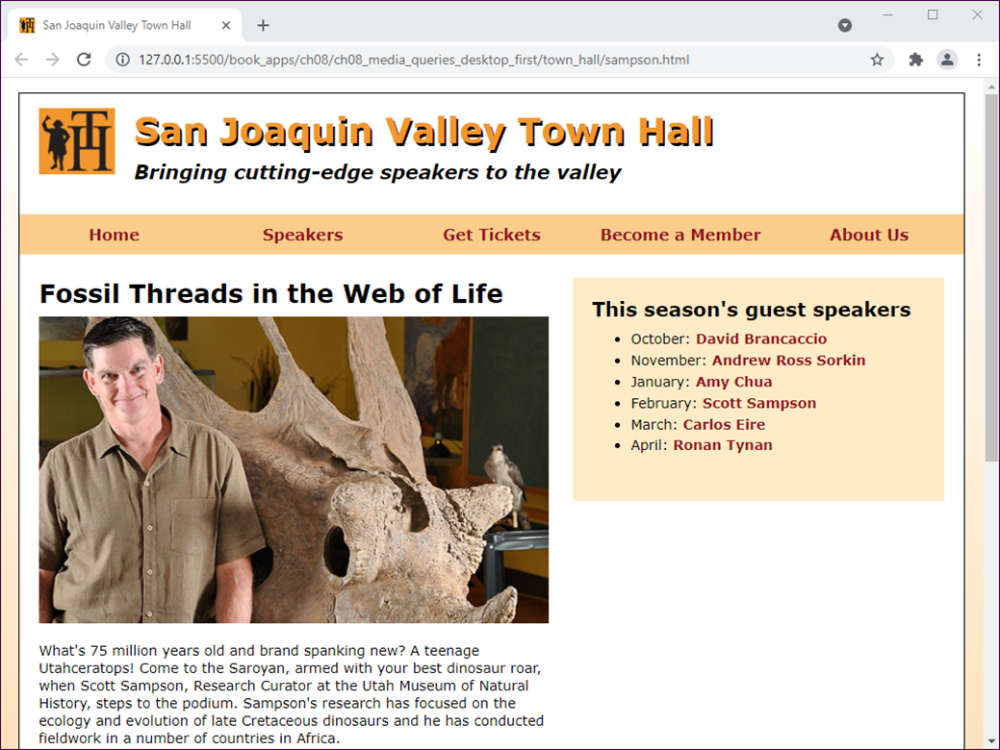 San Joaquin Valley Town Hall
127.0.0.1:5500/book_apps/ch08/ch08_media_queries_desktop_first/town_hall/sampson.html
TH
San Joaquin Valley Town Hall
Bringing cutting-edge speakers to the valley
Home Speakers Get Tickets Become a Member About Us
Fossil Threads in the Web of Life
What's 75 million years old and brand spanking new? A teenage
Utahceratops! Come to the Saroyan, armed with your best dinosaur roar,
when Scott Sampson, Research Curator at the Utah Museum of Natural
History, steps to the podium. Sampson's research has focused on the
ecology and evolution of late Cretaceous dinosaurs and he has conducted
fieldwork in a number of countries in Africa.
This season's guest speakers
October: David Brancaccio
November: Andrew Ross Sorkin
January: Amy Chua
February: Scott Sampson
March: Carlos Eire
April: Ronan Tynan